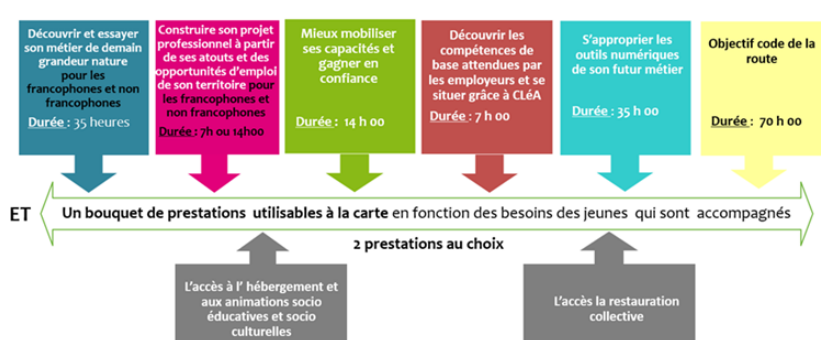 Découvrir et essayer
son métier de demain
grandeur nature
pour les
francophones et non
francophones
Durée : 35 heures
Construire son projet
professionnel à partir
de ses atouts et des
opportunités d'emploi
de son territoire pour
les francophones et
non francophones
Durée : 7h ou 14h00
Mieux mobiliser
ses capacités et
gagner en
confiance
Durée : 14 h 00
Découvrir les
compétences de
base attendues par
les employeurs et se
situer grâce à CLéA
Durée : 7 h 00
S'approprier les
outils numériques
de son futur métier
Durée : 35 h 00
Objectif code de la
route
Durée : 70 h 00
ET
Un bouquet de prestations utilisables à la carte en fonction des besoins des jeunes qui sont accompagnés
2 prestations au choix
L'accès à l' hébergement et
aux animations socio
éducatives et socio
culturelles
L'accès la restauration
collective